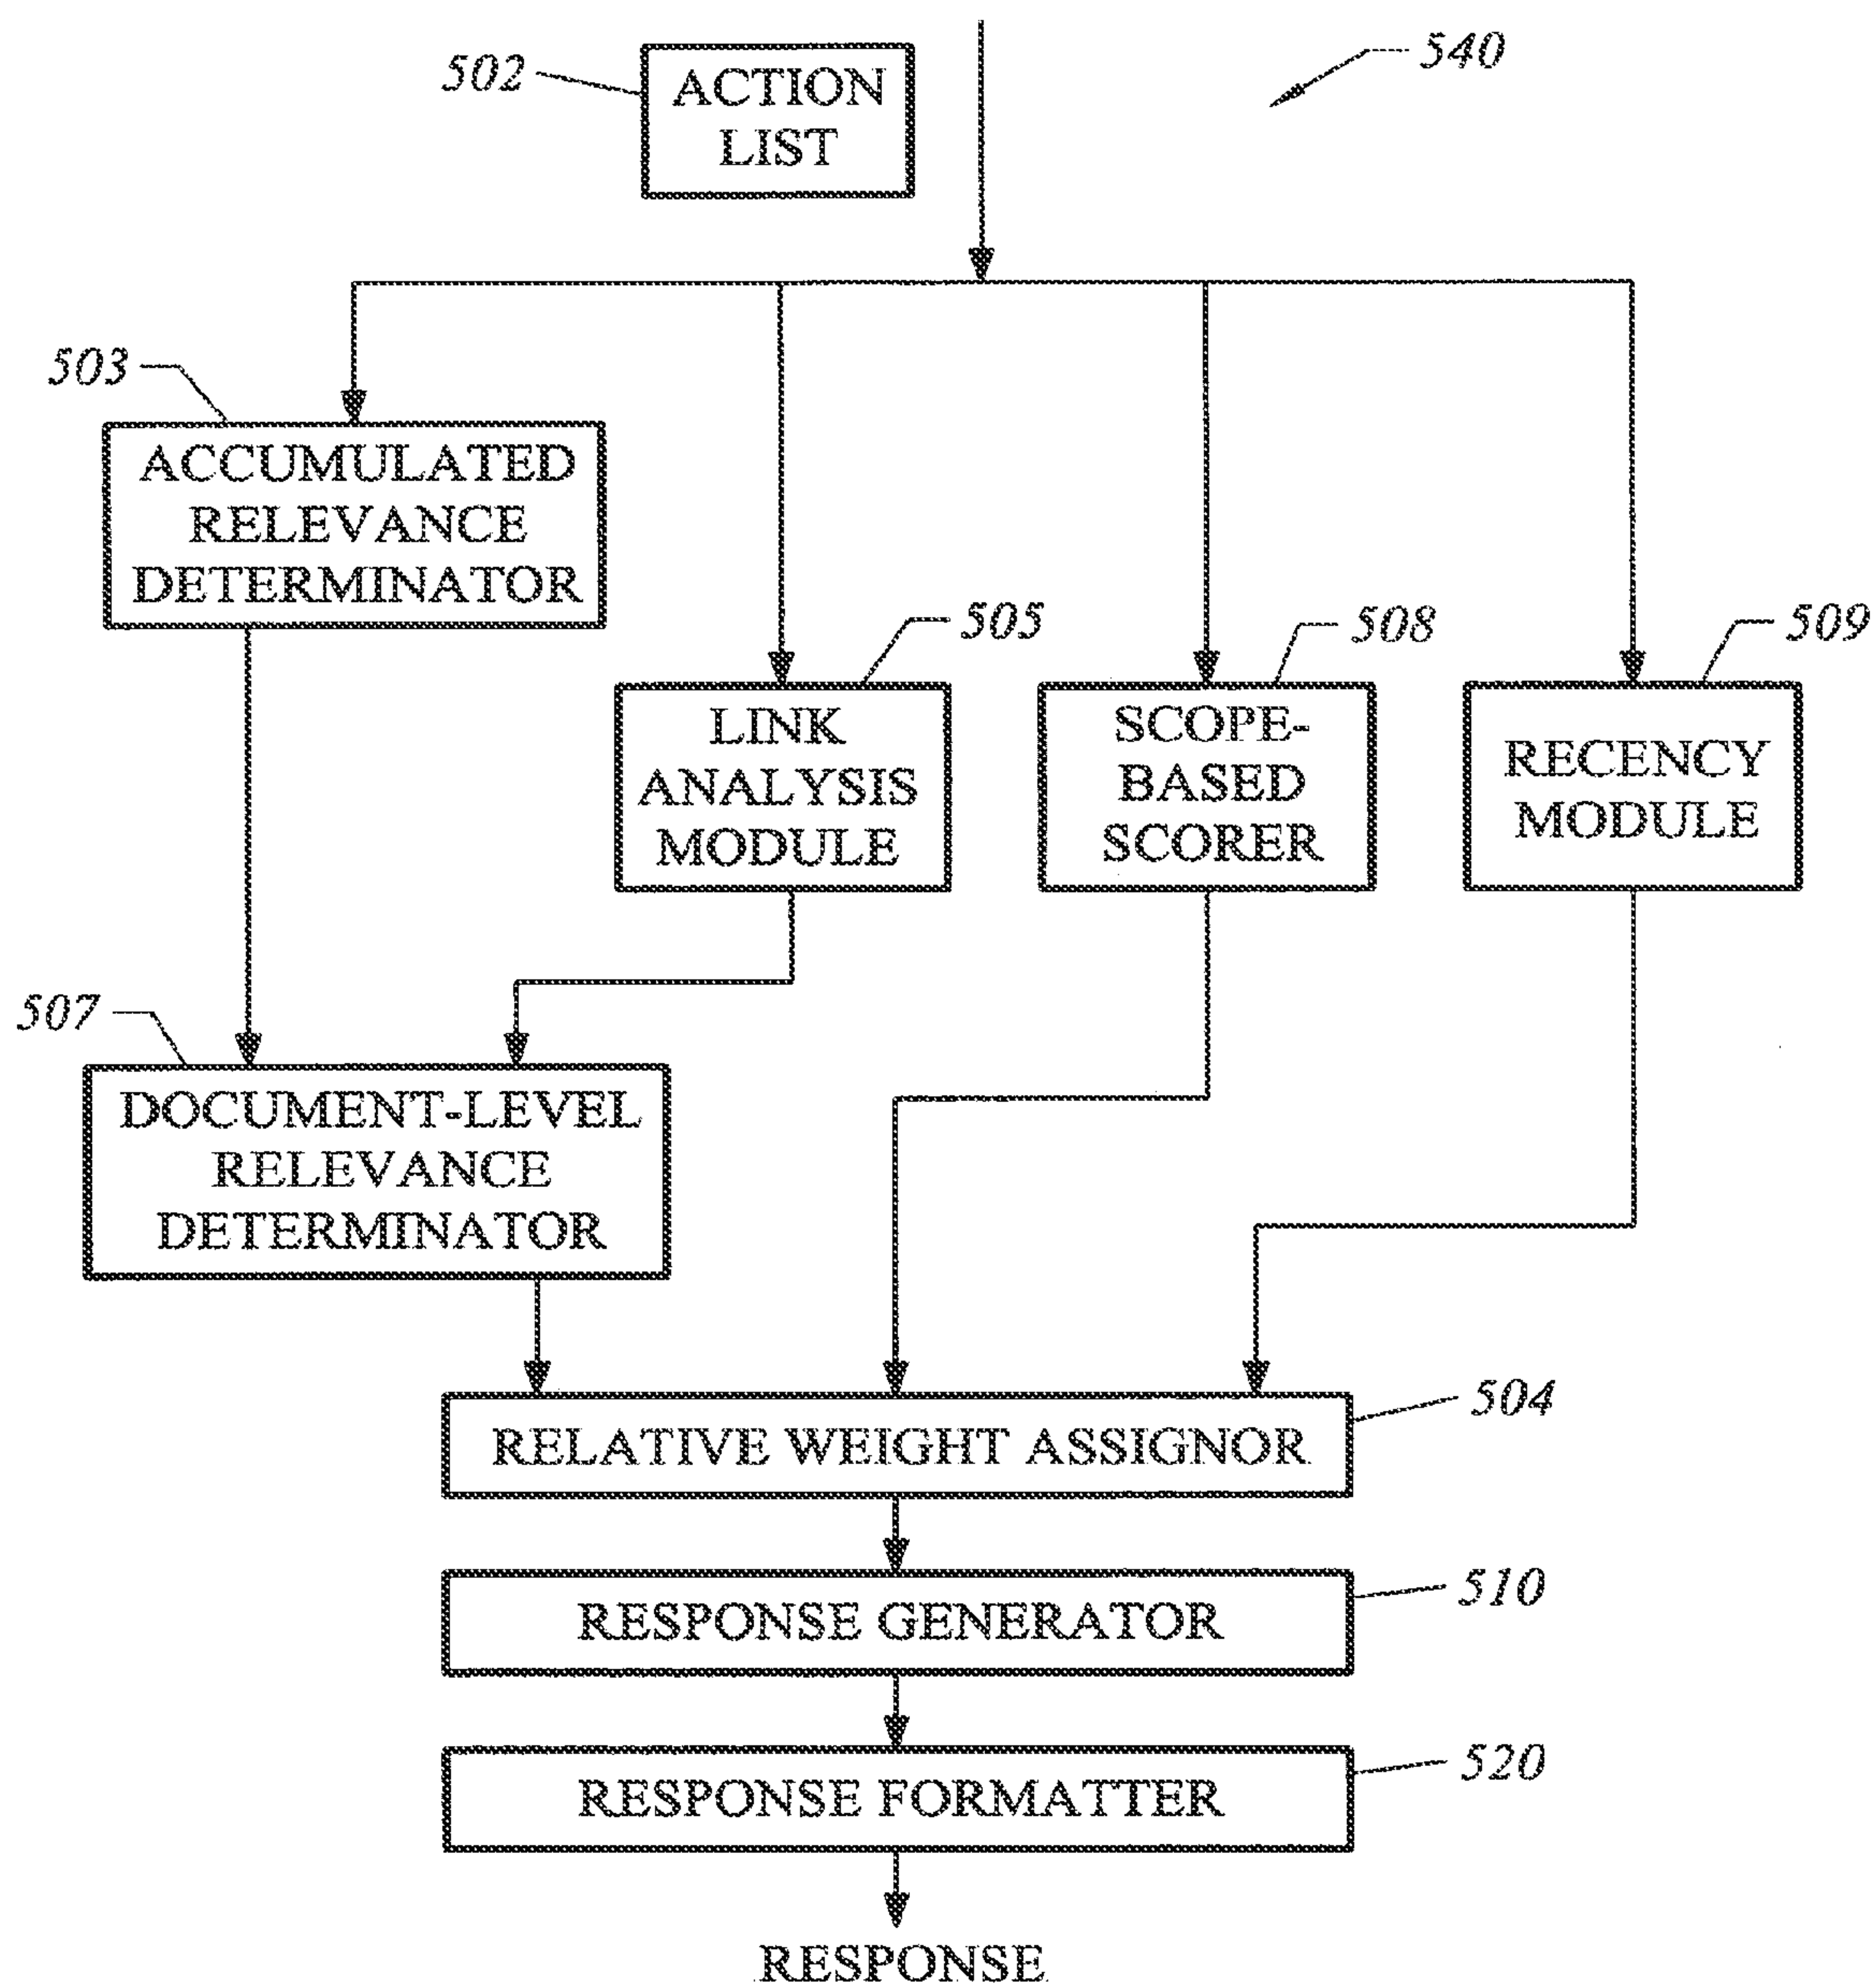 540
502
ACTION
LIST
503
ACCUMULATED
RELEVANCE
DETERMINATOR
505
LINK
ANALYSIS
MODULE
508
SCOPE-
BASED
SCORER
509
RECENCY
MODULE
507
DOCUMENT-LEVEL
RELEVANCE
DETERMINATOR
504
RELATIVE WEIGHT ASSIGNOR
510
RESPONSE GENERATOR
520
RESPONSE FORMATTER
RESPONSE